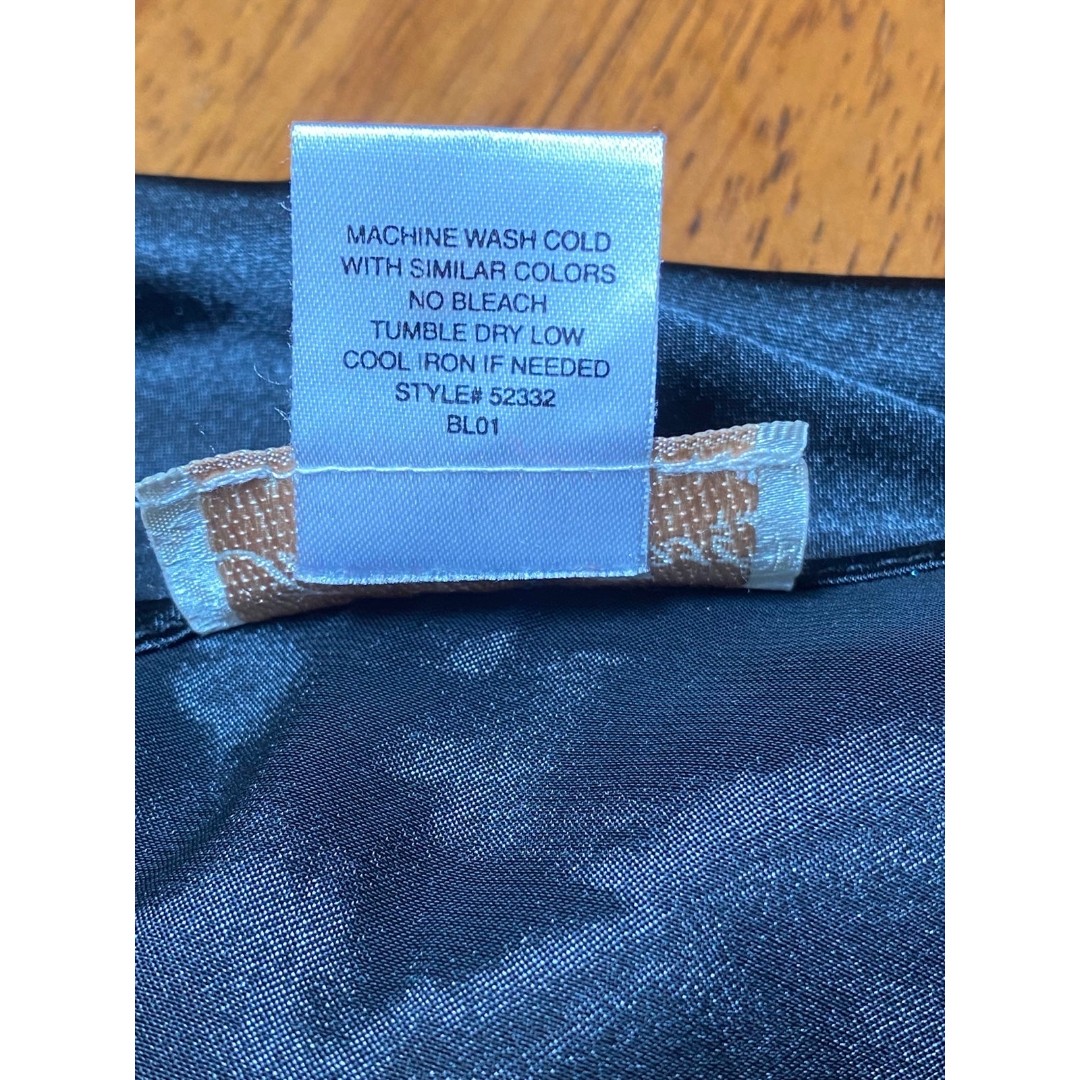 MACHINE WASH COLD
WITH SIMILAR COLORS
NO BLEACH
TUMBLE DRY LOW
COOL IRON IF NEEDED
STYLE# 52332
BL01